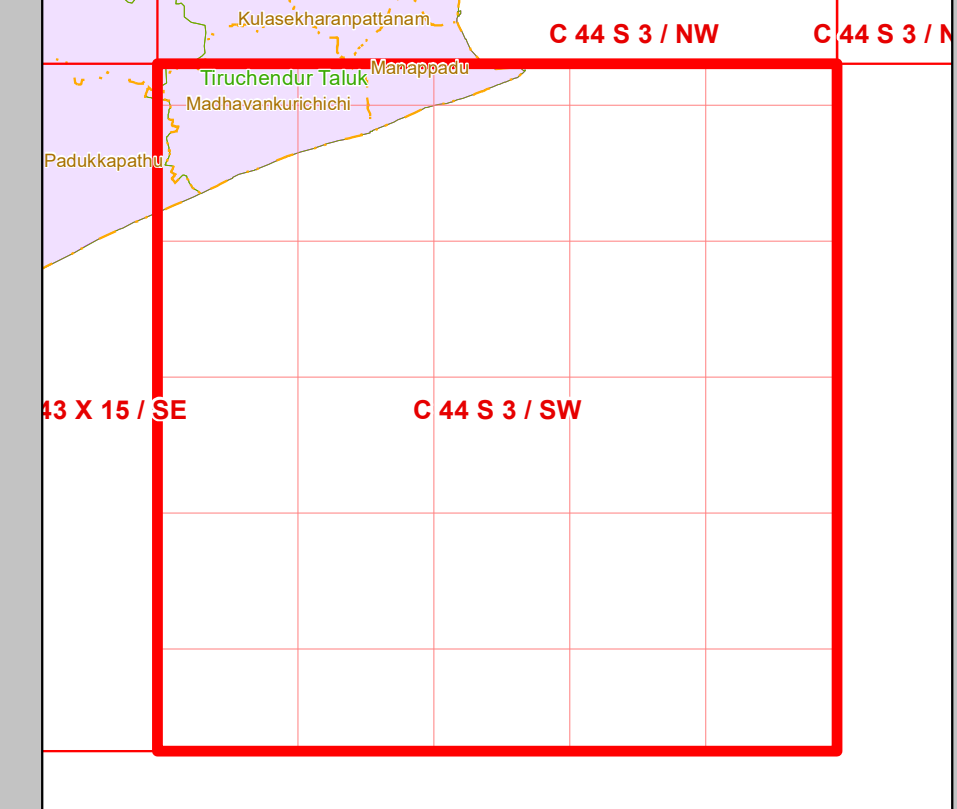 Kulasekharanpattanam
C 44 S 3 / NW
C 44 S 3 / N
Manappadu
Tiruchendur Taluk
Madhavankurichichi
Padukkapathu
43 X 15 / SE
C 44 S 3 / SW